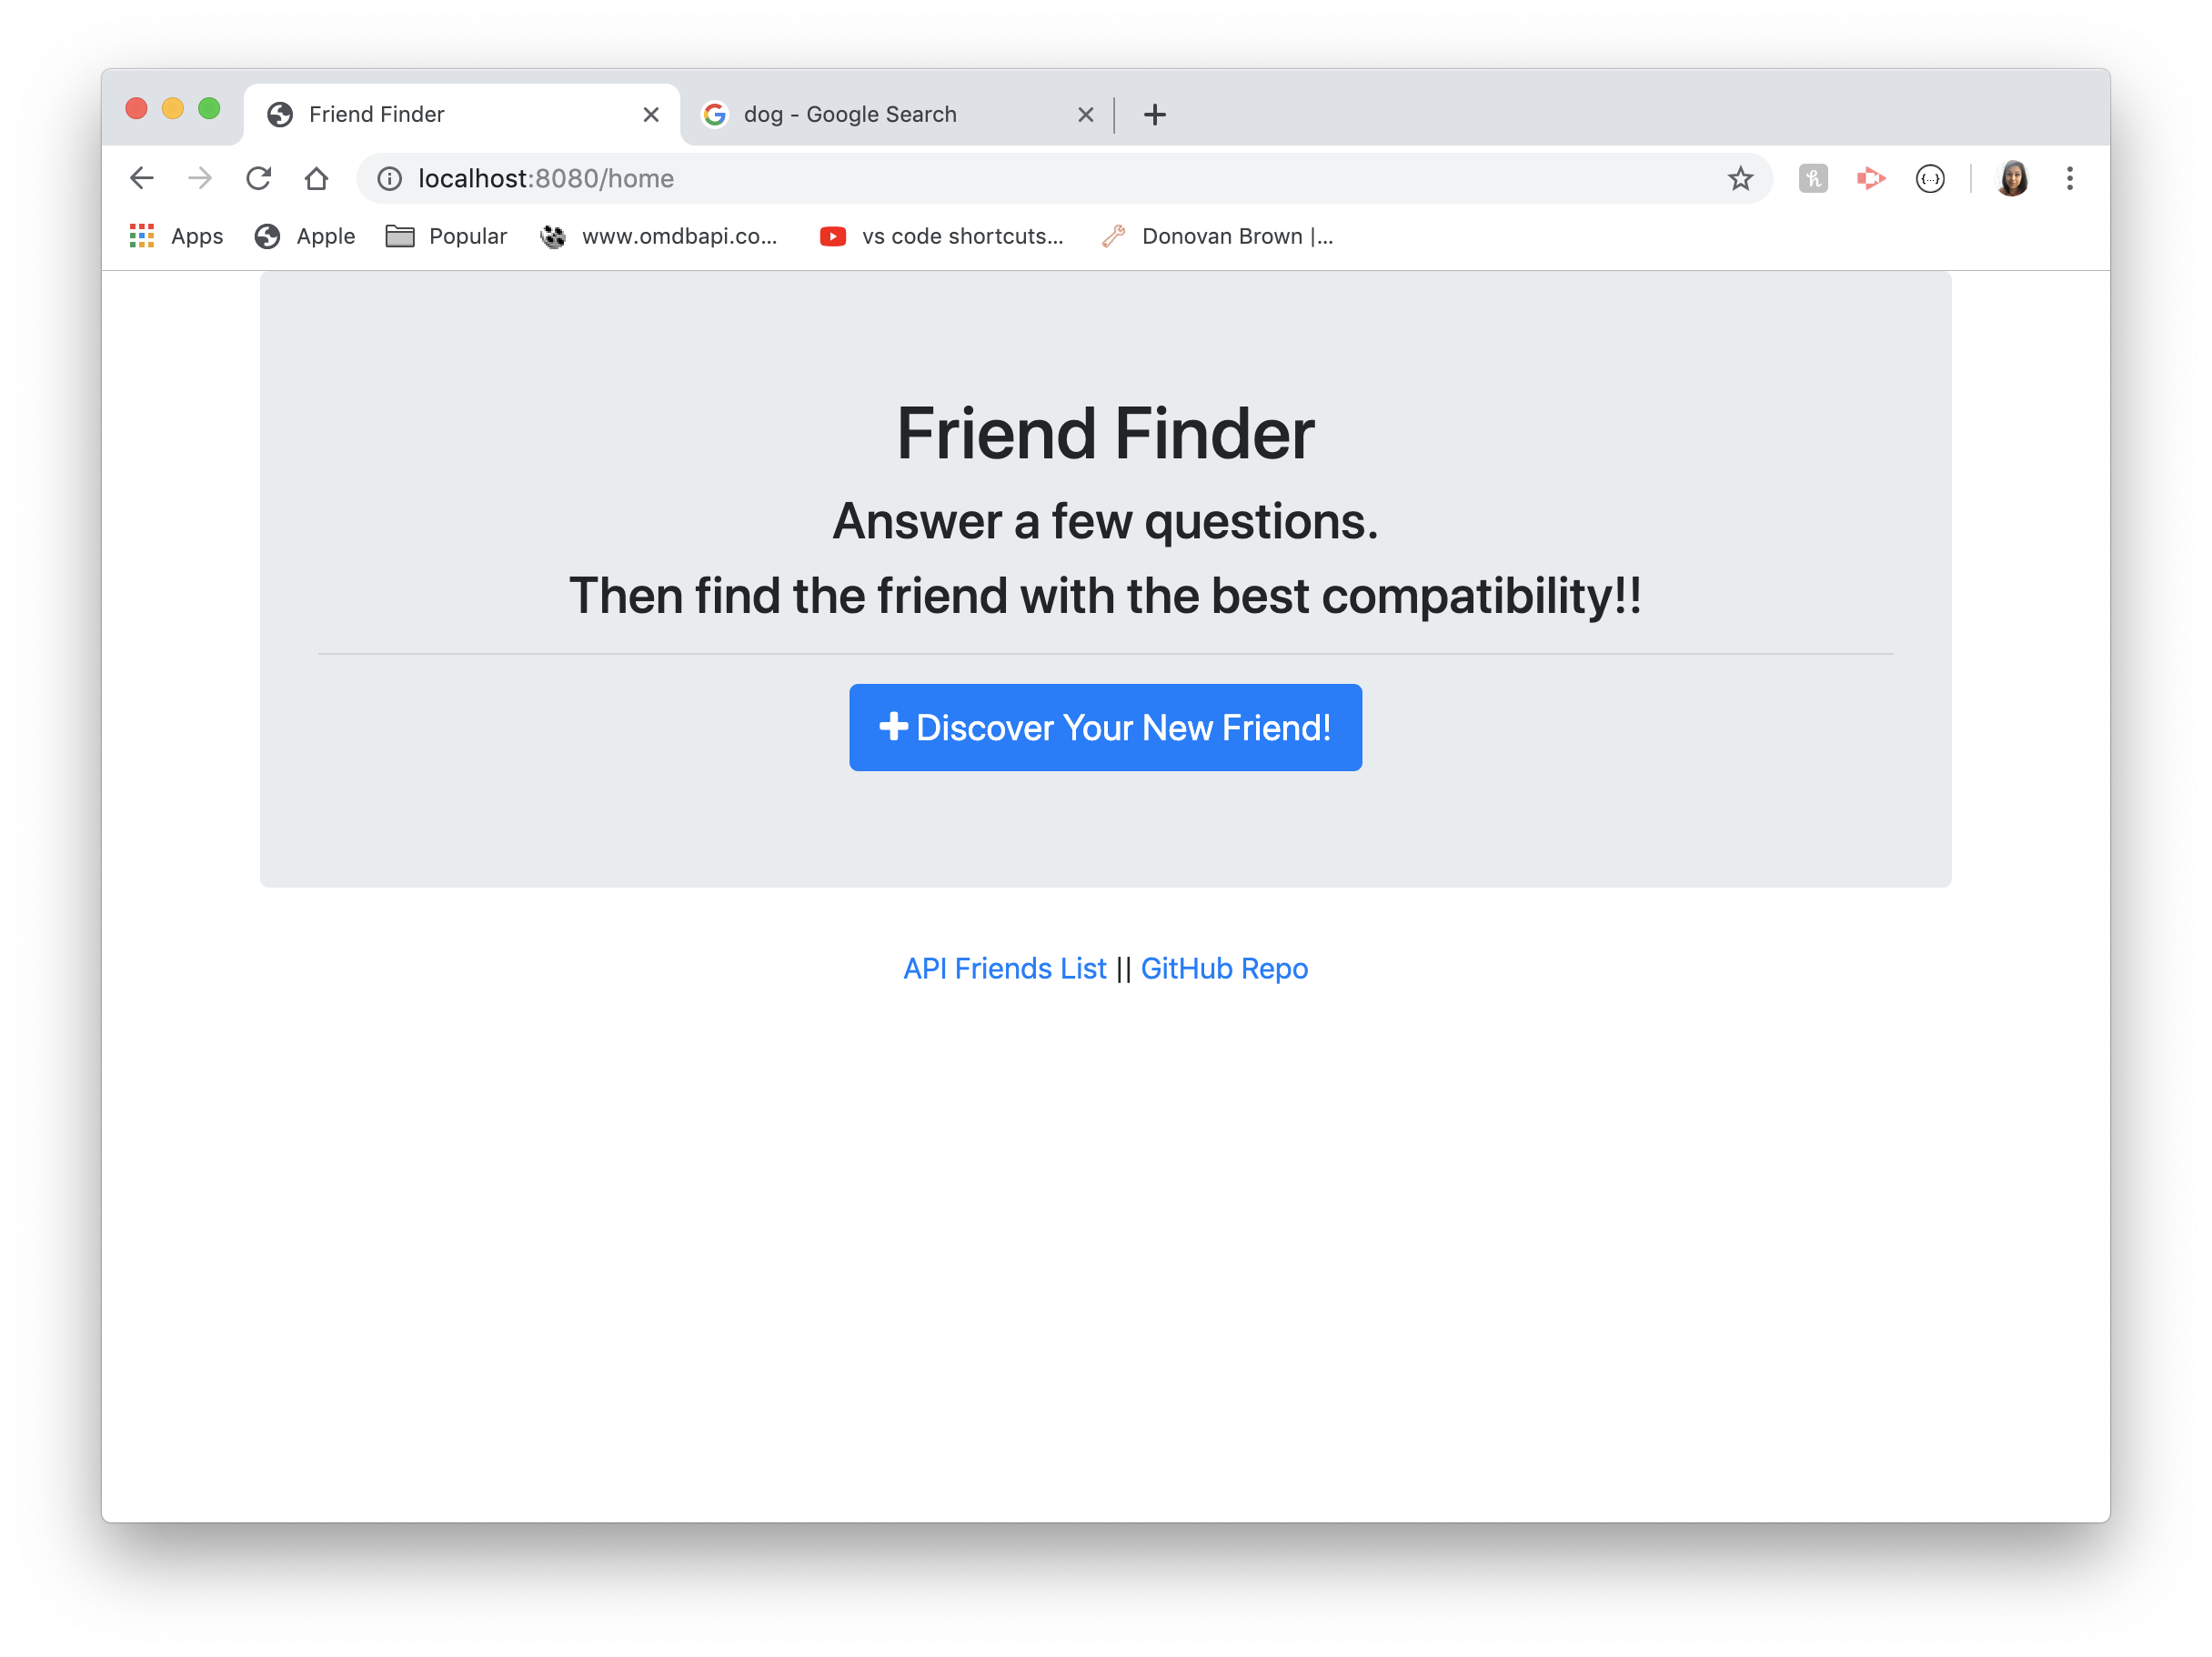 Friend Finder
dog - Google Search
localhost:8080/home
Apps Apple Popular www.omdbapi.co... vs code shortcuts... Donovan Brown |...
Friend Finder
Answer a few questions.
Then find the friend with the best compatibility!!
Discover Your New Friend!
API Friends List || GitHub Repo